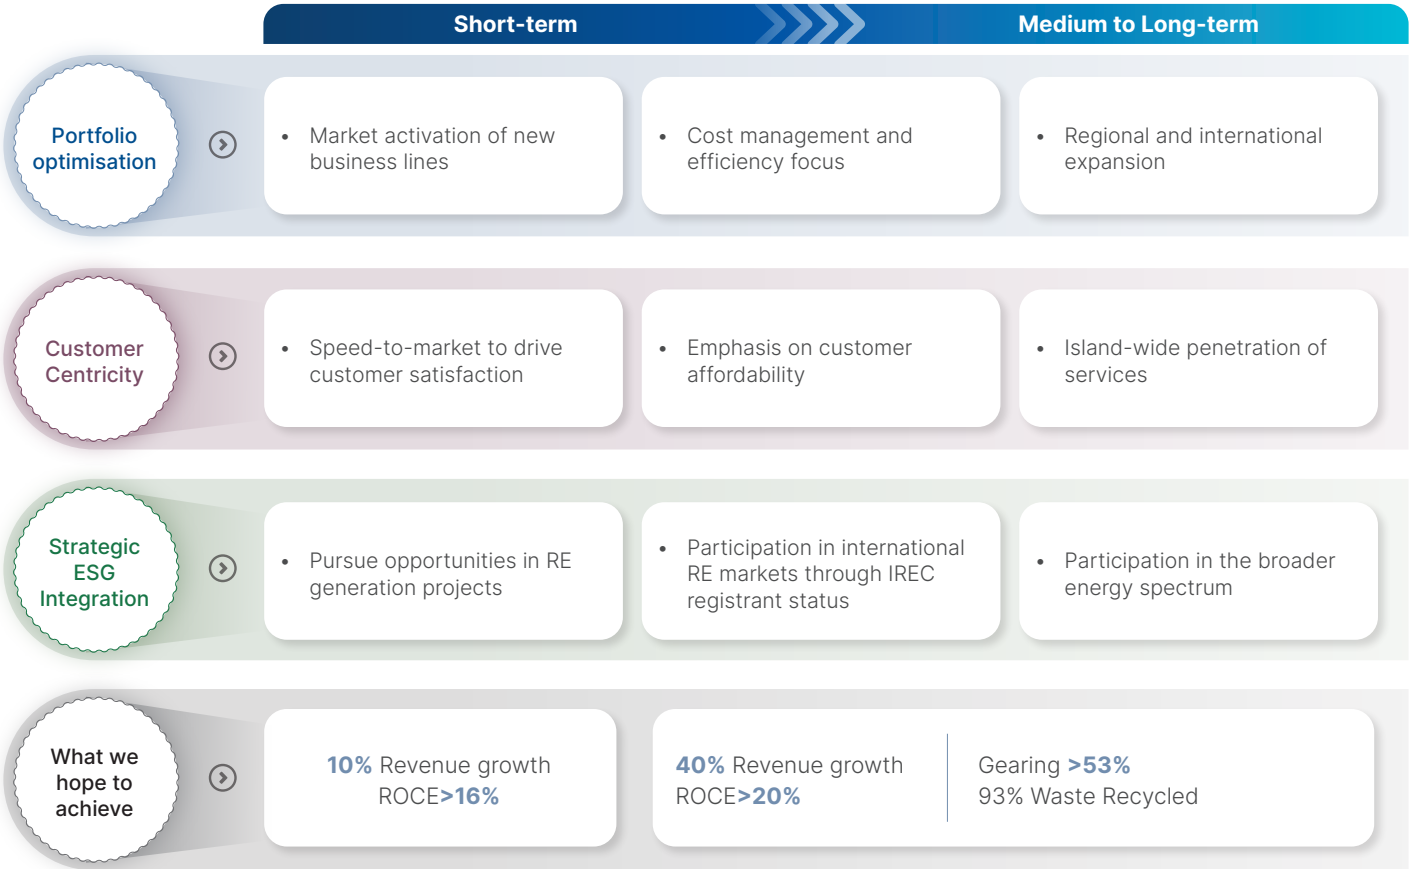 Short-term
Medium to Long-term
Portfolio
optimisation
• Market activation of new
business lines
• Cost management and
efficiency focus
• Regional and international
expansion
Customer
Centricity
• Speed-to-market to drive
customer satisfaction
• Emphasis on customer
affordability
• Island-wide penetration of
services
Strategic
ESG
Integration
• Pursue opportunities in RE
generation projects
• Participation in international
RE markets through IREC
registrant status
• Participation in the broader
energy spectrum
What we
hope to
achieve
10% Revenue growth
ROCE>16%
40% Revenue growth
ROCE>20%
Gearing >53%
93% Waste Recycled